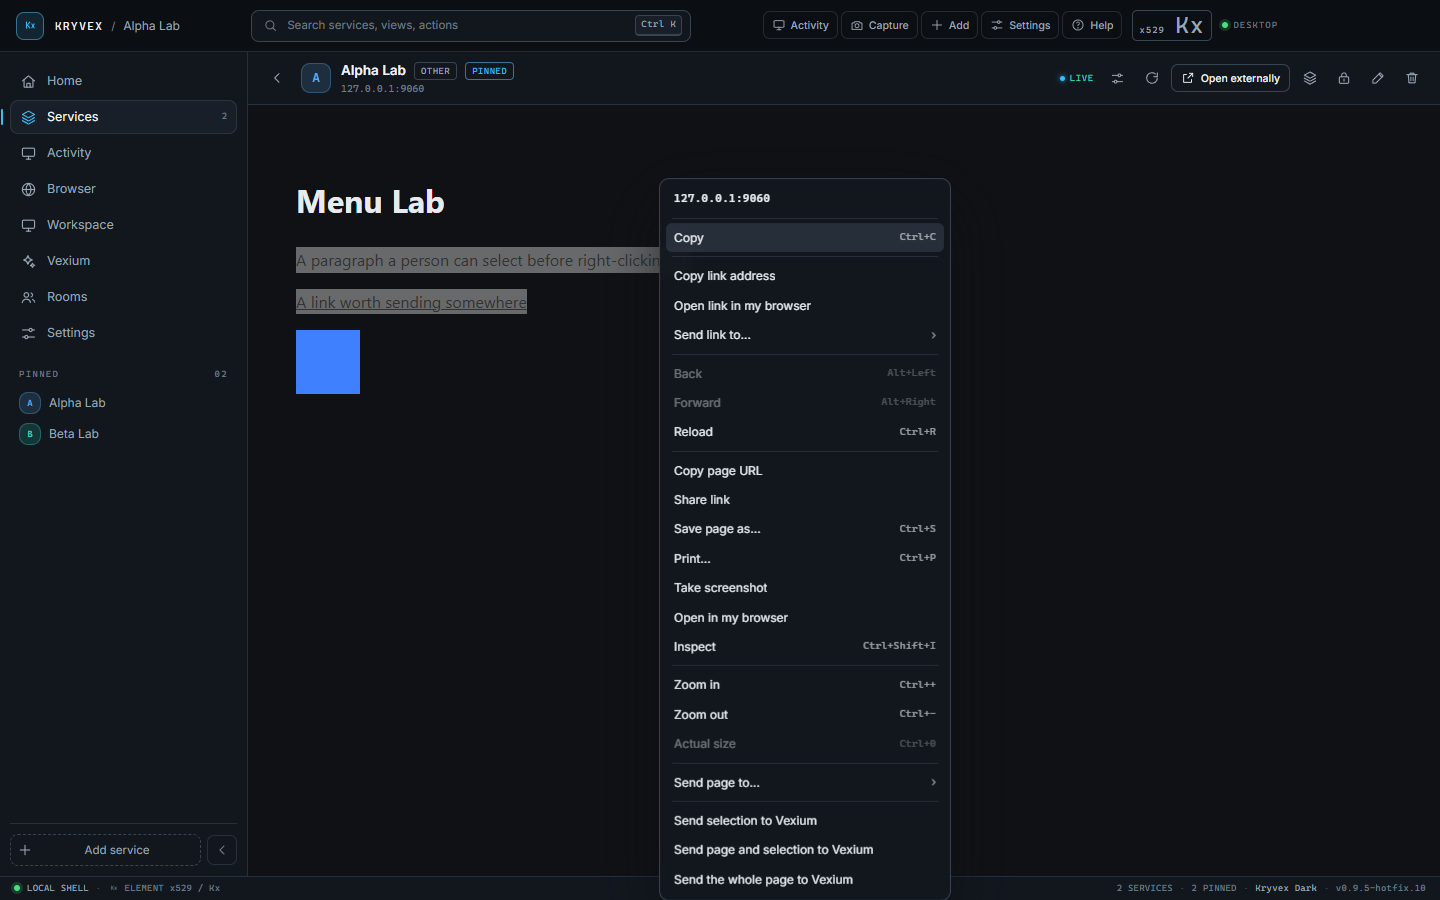 Kx KRYVEX / Alpha Lab
Search services, views, actions Ctrl K
Activity Capture Add Settings Help x529 Kx DESKTOP
Home
Services 2
Activity
Browser
Workspace
Vexium
Rooms
Settings
PINNED 02
A Alpha Lab
B Beta Lab
Add service
A Alpha Lab OTHER PINNED
127.0.0.1:9060
LIVE Open externally
Menu Lab
A paragraph a person can select before right-clickin
A link worth sending somewhere
127.0.0.1:9060
Copy Ctrl+C
Copy link address
Open link in my browser
Send link to...
Back Alt+Left
Forward Alt+Right
Reload Ctrl+R
Copy page URL
Share link
Save page as... Ctrl+S
Print... Ctrl+P
Take screenshot
Open in my browser
Inspect Ctrl+Shift+I
Zoom in Ctrl++
Zoom out Ctrl+−
Actual size Ctrl+0
Send page to...
Send selection to Vexium
Send page and selection to Vexium
Send the whole page to Vexium
LOCAL SHELL · Kx ELEMENT x529 / Kx
2 SERVICES · 2 PINNED · Kryvex Dark · v0.9.5-hotfix.10